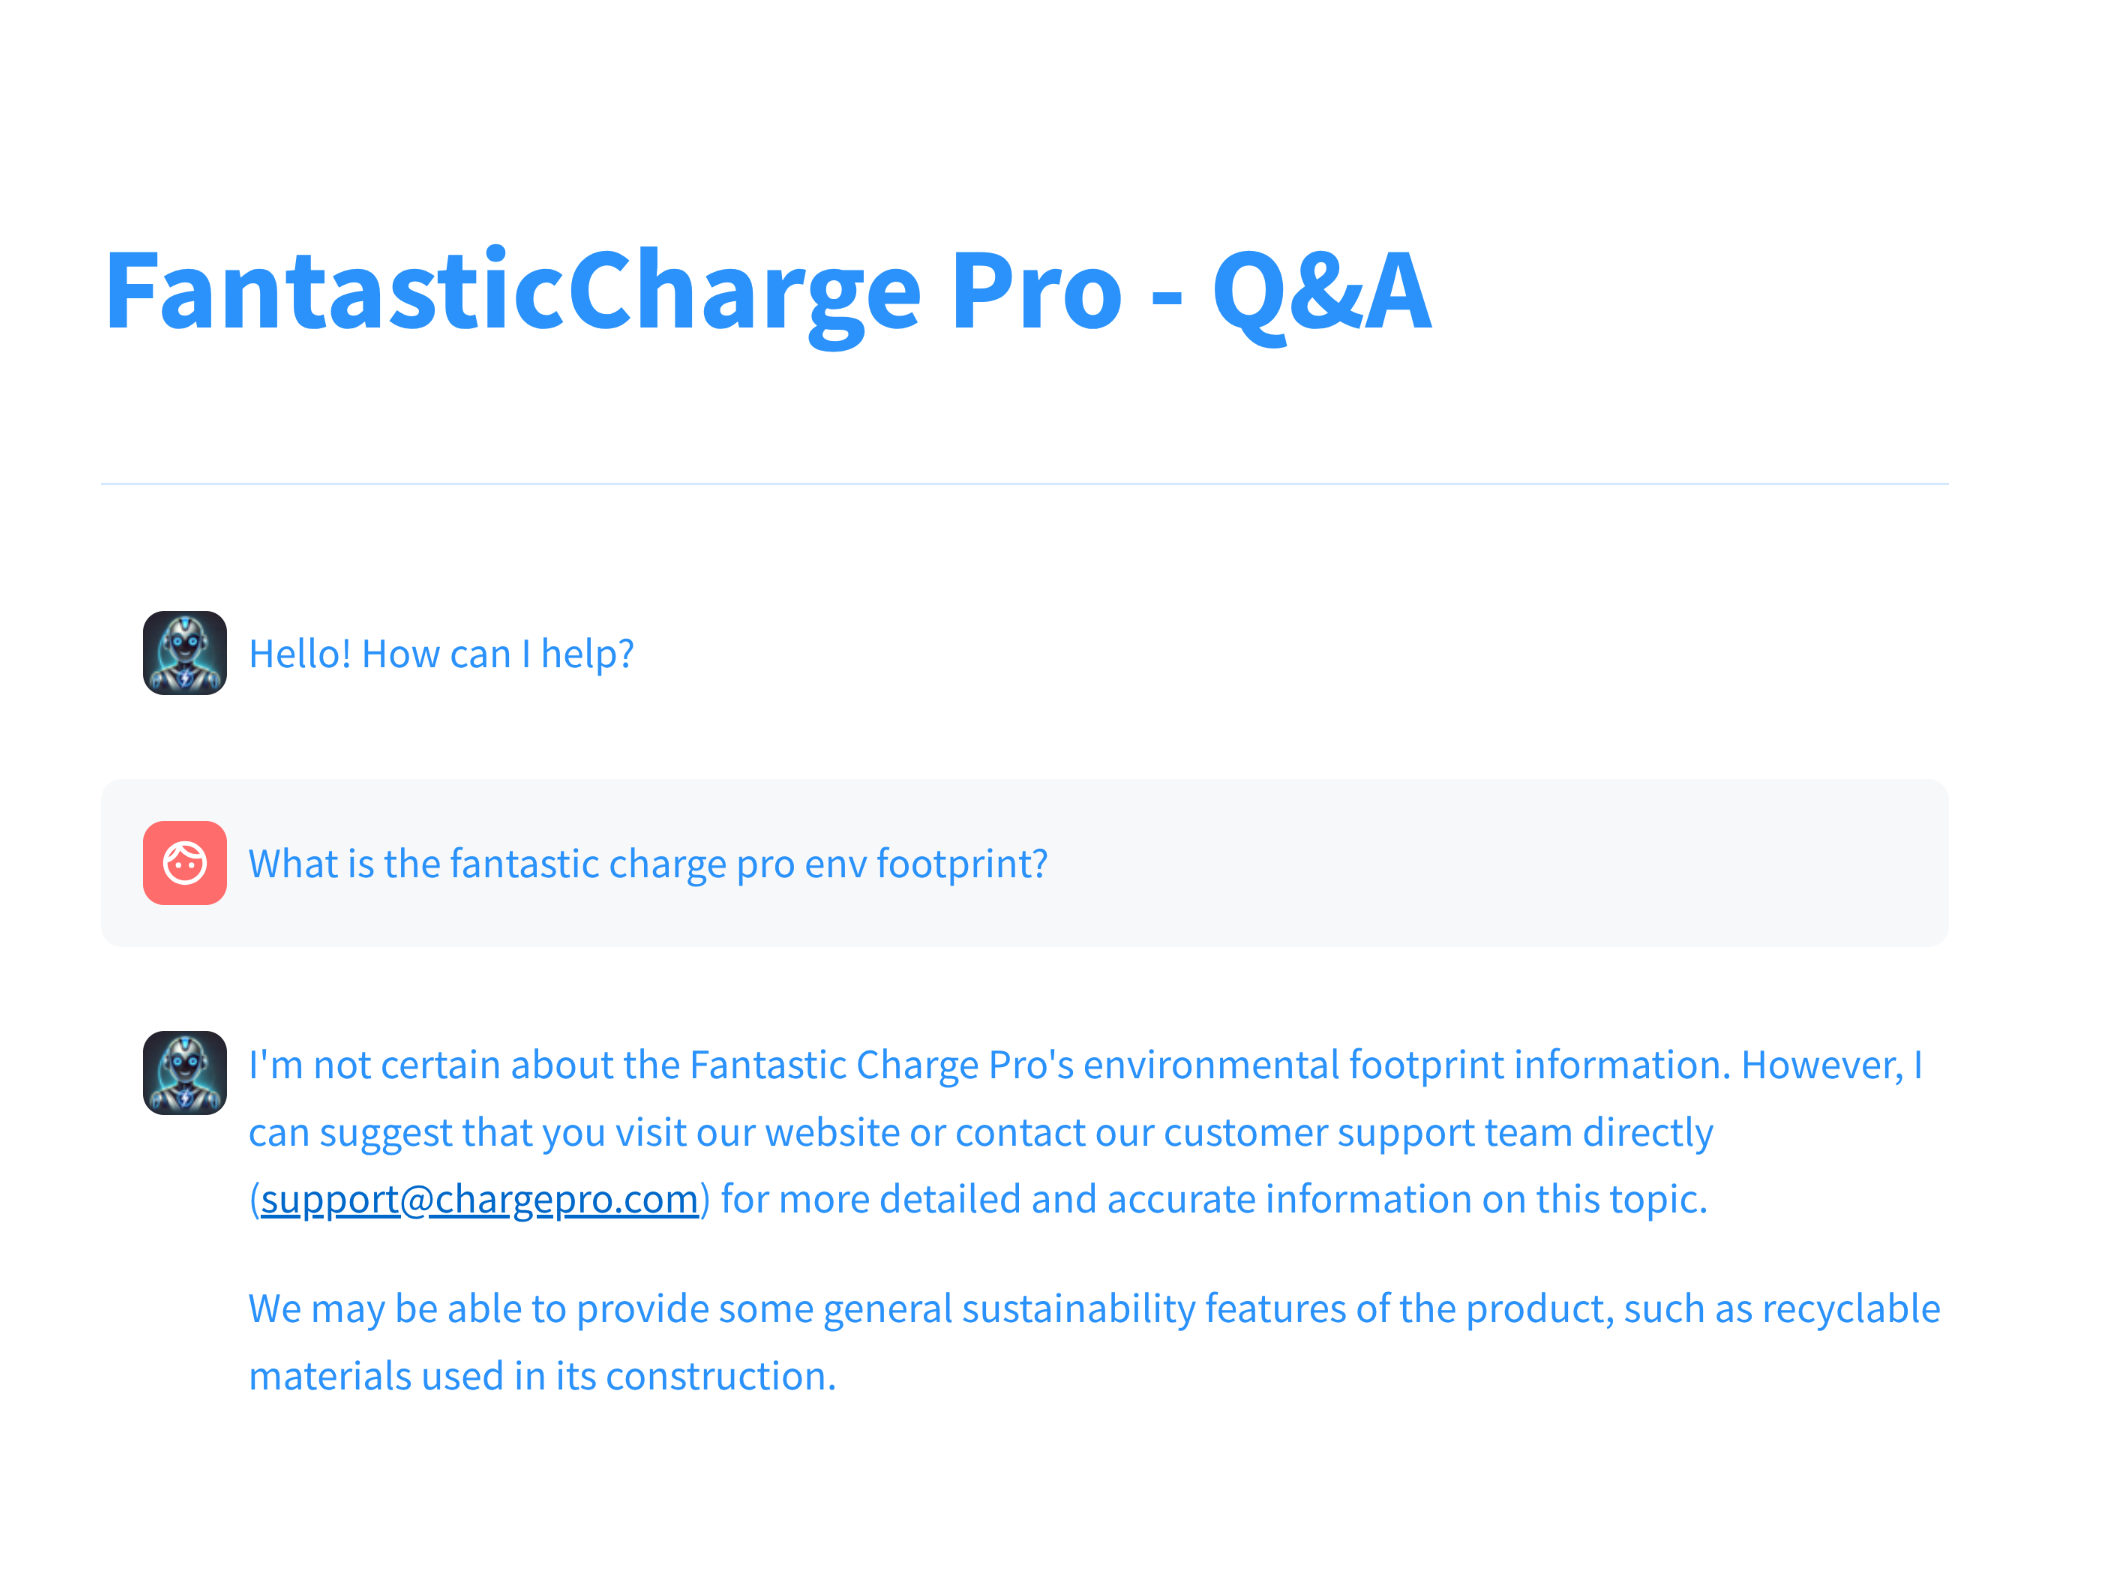 FantasticCharge Pro - Q&A
Hello! How can I help?
What is the fantastic charge pro env footprint?
I'm not certain about the Fantastic Charge Pro's environmental footprint information. However, I
can suggest that you visit our website or contact our customer support team directly
(support@chargepro.com) for more detailed and accurate information on this topic.
We may be able to provide some general sustainability features of the product, such as recyclable
materials used in its construction.